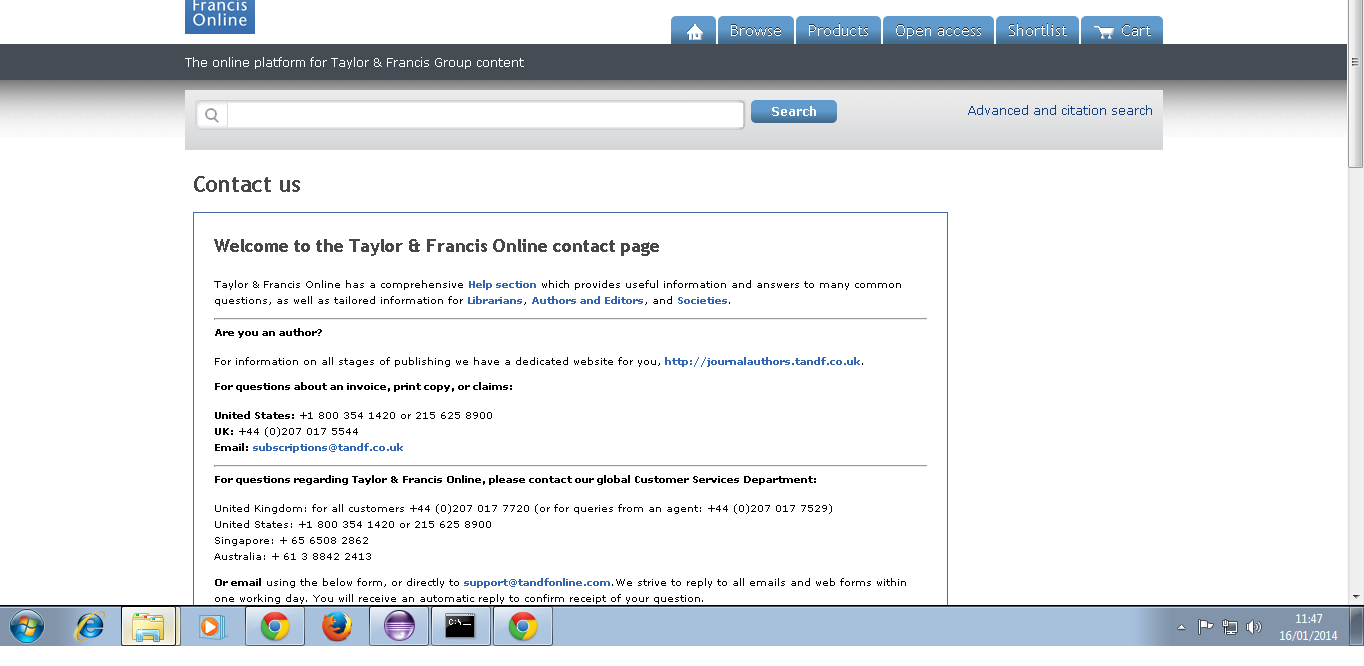 Francis
Online
Browse
Products
Open access
Shortlist
Cart
The online platform for Taylor & Francis Group content
Search
Advanced and citation search
Contact us
Welcome to the Taylor & Francis Online contact page
Taylor & Francis Online has a comprehensive Help section which provides useful information and answers to many common
questions, as well as tailored information for Librarians, Authors and Editors, and Societies.
Are you an author?
For information on all stages of publishing we have a dedicated website for you, http://journalauthors.tandf.co.uk.
For questions about an invoice, print copy, or claims:
United States: +1 800 354 1420 or 215 625 8900
UK: +44 (0)207 017 5544
Email: subscriptions@tandf.co.uk
For questions regarding Taylor & Francis Online, please contact our global Customer Services Department:
United Kingdom: for all customers +44 (0)207 017 7720 (or for queries from an agent: +44 (0)207 017 7529)
United States: +1 800 354 1420 or 215 625 8900
Singapore: + 65 6508 2862
Australia: + 61 3 8842 2413
Or email using the below form, or directly to support@tandfonline.com.We strive to reply to all emails and web forms within
one working day. You will receive an automatic reply to confirm receipt of your question.
C:\
11:47
16/01/2014